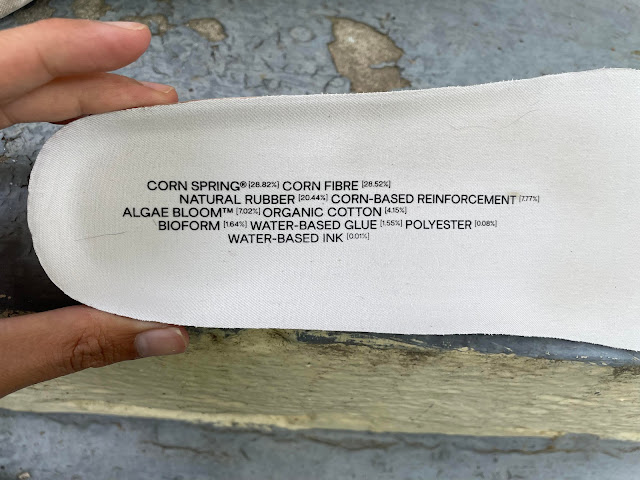 CORN SPRING® [28.82%] CORN FIBRE [28.52%]
NATURAL RUBBER [20.44%] CORN-BASED REINFORCEMENT [7.77%]
ALGAE BLOOM™ [7.02%] ORGANIC COTTON [4.15%]
BIOFORM [1.64%] WATER-BASED GLUE [1.55%] POLYESTER [0.08%]
WATER-BASED INK [0.01%]